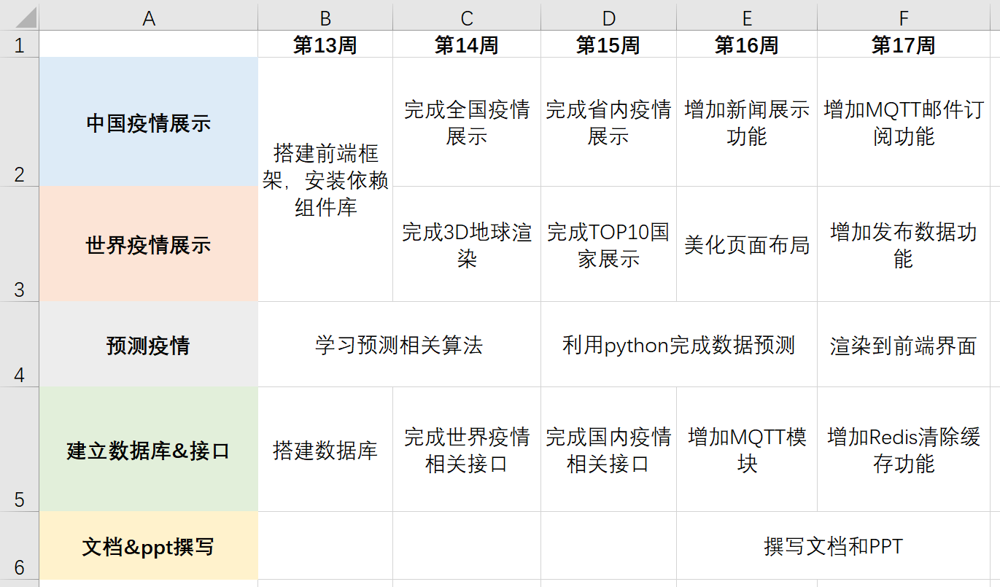 A B C D E F
1 第13周 第14周 第15周 第16周 第17周
2
中国疫情展示
搭建前端框
架，安装依赖
组件库
完成全国疫情
展示
完成省内疫情
展示
增加新闻展示
功能
增加MQTT邮件订
阅功能
3
世界疫情展示
完成3D地球渲
染
完成TOP10国
家展示
美化页面布局
增加发布数据功
能
4
预测疫情
学习预测相关算法
利用python完成数据预测
渲染到前端界面
5
建立数据库&接口
搭建数据库
完成世界疫情
相关接口
完成国内疫情
相关接口
增加MQTT模
块
增加Redis清除缓
存功能
6
文档&ppt撰写
撰写文档和PPT